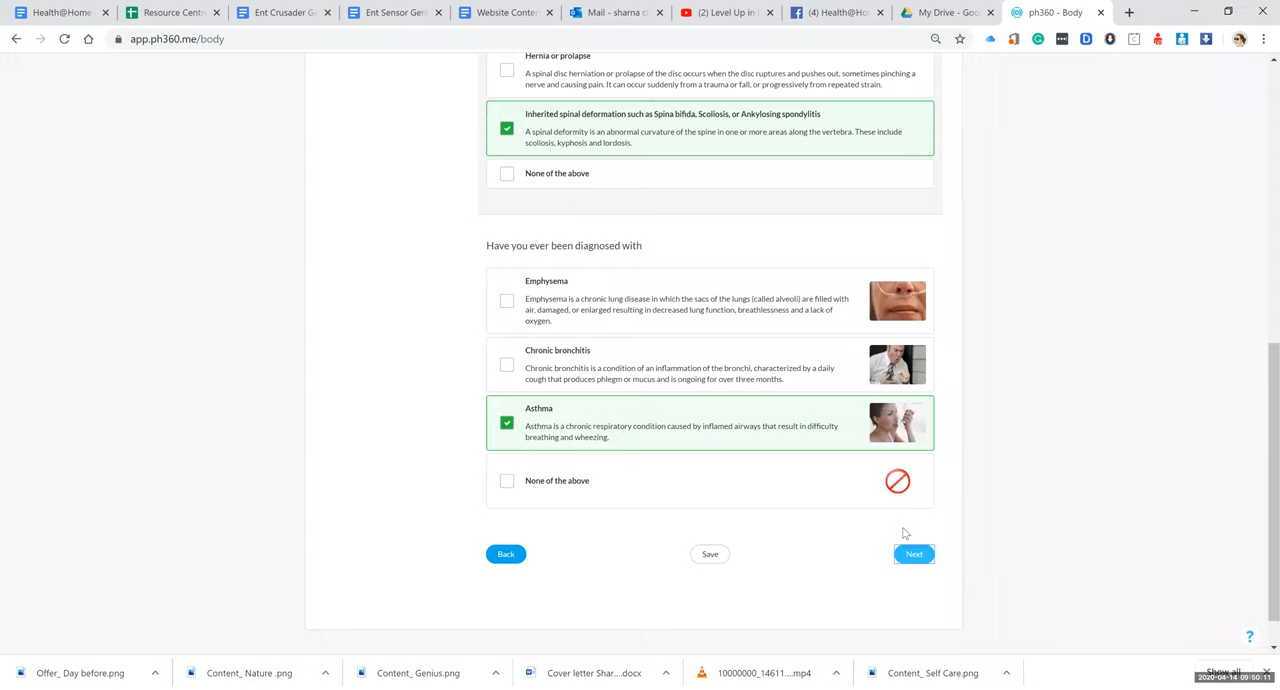 Health@Home
Resource Centr
Ent Crusader G
Ent Sensor Geni
Website Conten
Mail - sharna cl
(2) Level Up in
(4) Health@Ho
My Drive - Goo
ph360 - Body
app.ph360.me/body
Hernia or prolapse
A spinal disc herniation or prolapse of the disc occurs when the disc ruptures and pushes out, sometimes pinching a
nerve and causing pain. It can occur suddenly from a trauma or fall, or progressively from repeated strain.
Inherited spinal deformation such as Spina bifida, Scoliosis, or Ankylosing spondylitis
A spinal deformity is an abnormal curvature of the spine in one or more areas along the vertebra. These include
scoliosis, kyphosis and lordosis.
None of the above
Have you ever been diagnosed with
Emphysema
Emphysema is a chronic lung disease in which the sacs of the lungs (called alveoli) are filled with
air, damaged, or enlarged resulting in decreased lung function, breathlessness and a lack of
oxygen.
Chronic bronchitis
Chronic bronchitis is a condition of an inflammation of the bronchi, characterized by a daily
cough that produces phlegm or mucus and is ongoing for over three months.
Asthma
Asthma is a chronic respiratory condition caused by inflamed airways that result in difficulty
breathing and wheezing.
None of the above
Back
Save
Next
?
Offer_ Day before.png
Content_ Nature .png
Content_ Genius.png
Cover letter Shar....docx
10000000_14611....mp4
Content_ Self Care.png
Show all
2020-04-14 09:50:11